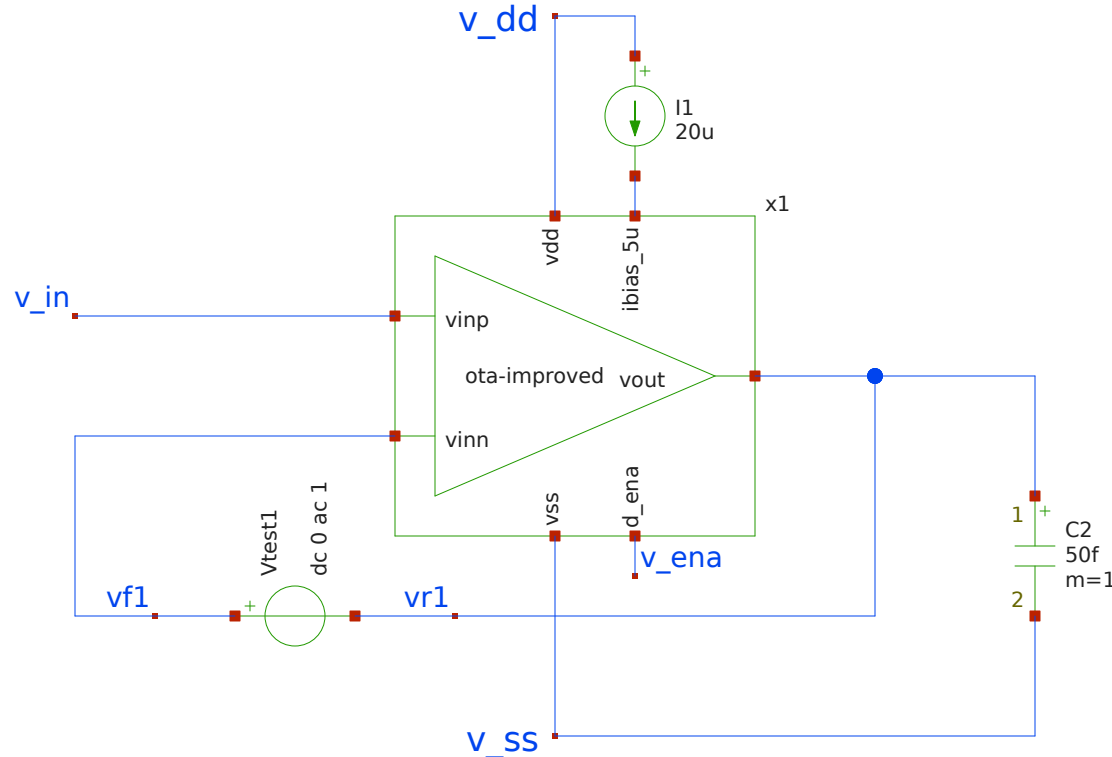 v_dd
I1
20u
x1
vdd
ibias_5u
v_in
vinp
ota-improved
vout
vinn
vss
d_ena
v_ena
Vtest1
dc 0 ac 1
vf1
+
vr1
+
1
+
C2
50f
m=1
2
v_ss